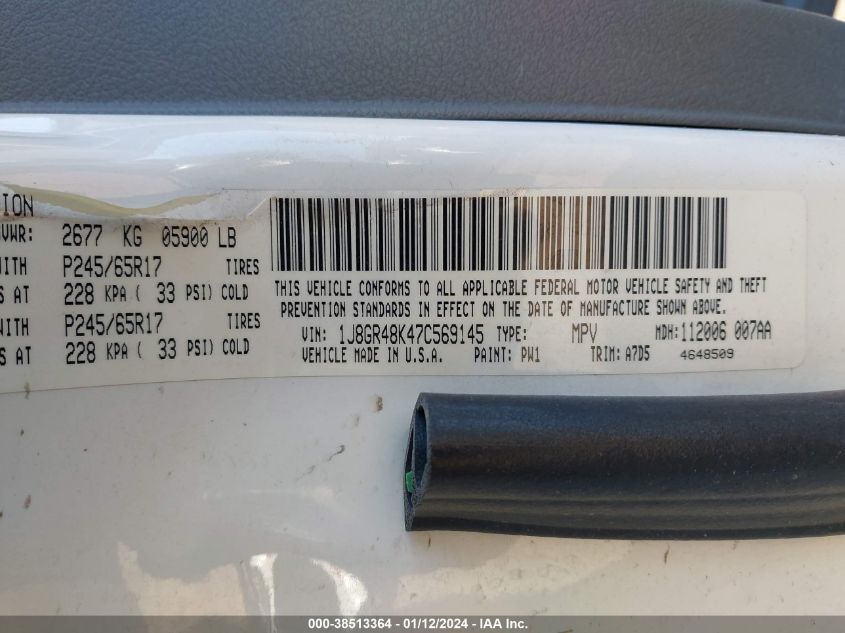 ION
VWR: 2677 KG 05900 LB
WITH P245/65R17 TIRES
S AT 228 KPA ( 33 PSI) COLD
WITH P245/65R17 TIRES
S AT 228 KPA ( 33 PSI) COLD
THIS VEHICLE CONFORMS TO ALL APPLICABLE FEDERAL MOTOR VEHICLE SAFETY AND THEFT
PREVENTION STANDARDS IN EFFECT ON THE DATE OF MANUFACTURE SHOWN ABOVE.
VIN: 1J8GR48K47C569145 TYPE: MPV MDH: 112006 007AA
VEHICLE MADE IN U.S.A. PAINT: PW1 TRIM: A7D5 4648509
000-38513364 - 01/12/2024 - IAA Inc.